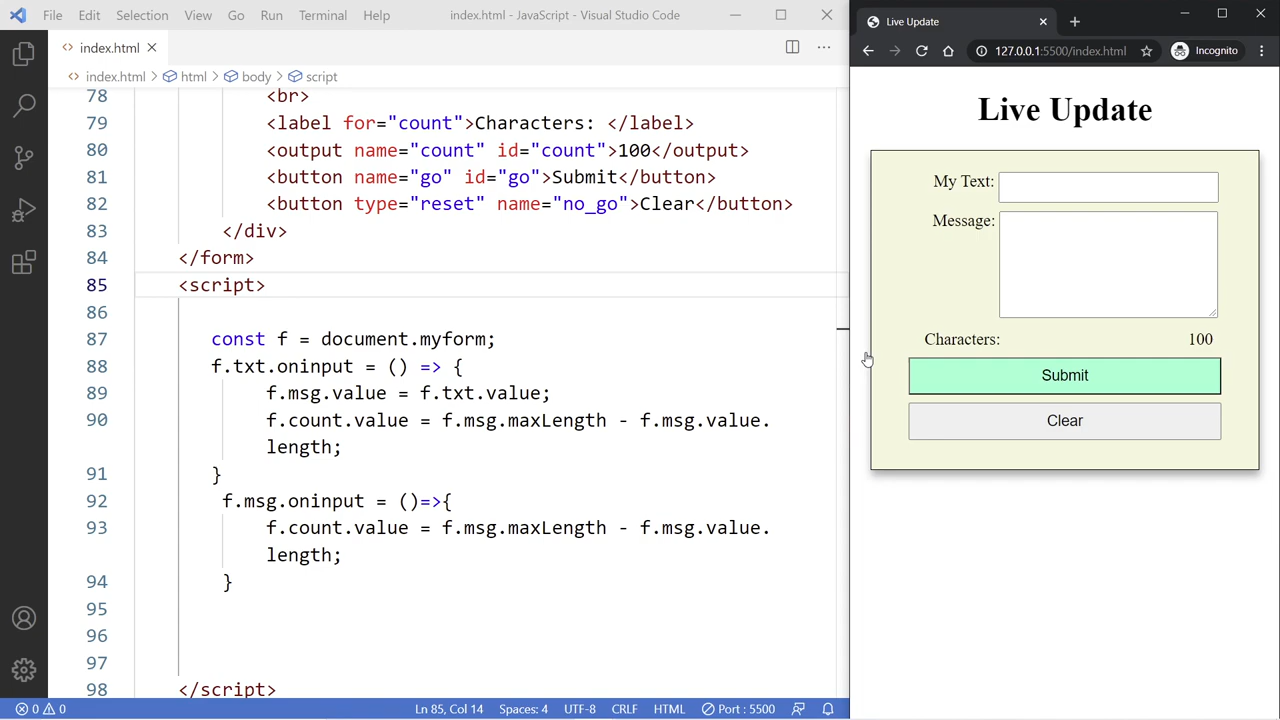 File Edit Selection View Go Run Terminal Help index.html - JavaScript - Visual Studio Code
index.html
index.html > html > body > script
78 <br>
79 <label for="count">Characters: </label>
80 <output name="count" id="count">100</output>
81 <button name="go" id="go">Submit</button>
82 <button type="reset" name="no_go">Clear</button>
83 </div>
84 </form>
85 <script>
86
87 const f = document.myform;
88 f.txt.oninput = () => {
89 f.msg.value = f.txt.value;
90 f.count.value = f.msg.maxLength - f.msg.value.
length;
91 }
92 f.msg.oninput = ()=>{
93 f.count.value = f.msg.maxLength - f.msg.value.
length;
94 }
95
96
97
98 </script>
0 0 Ln 85, Col 14 Spaces: 4 UTF-8 CRLF HTML Port : 5500
Live Update
127.0.0.1:5500/index.html Incognito
Live Update
My Text:
Message:
Characters: 100
Submit
Clear